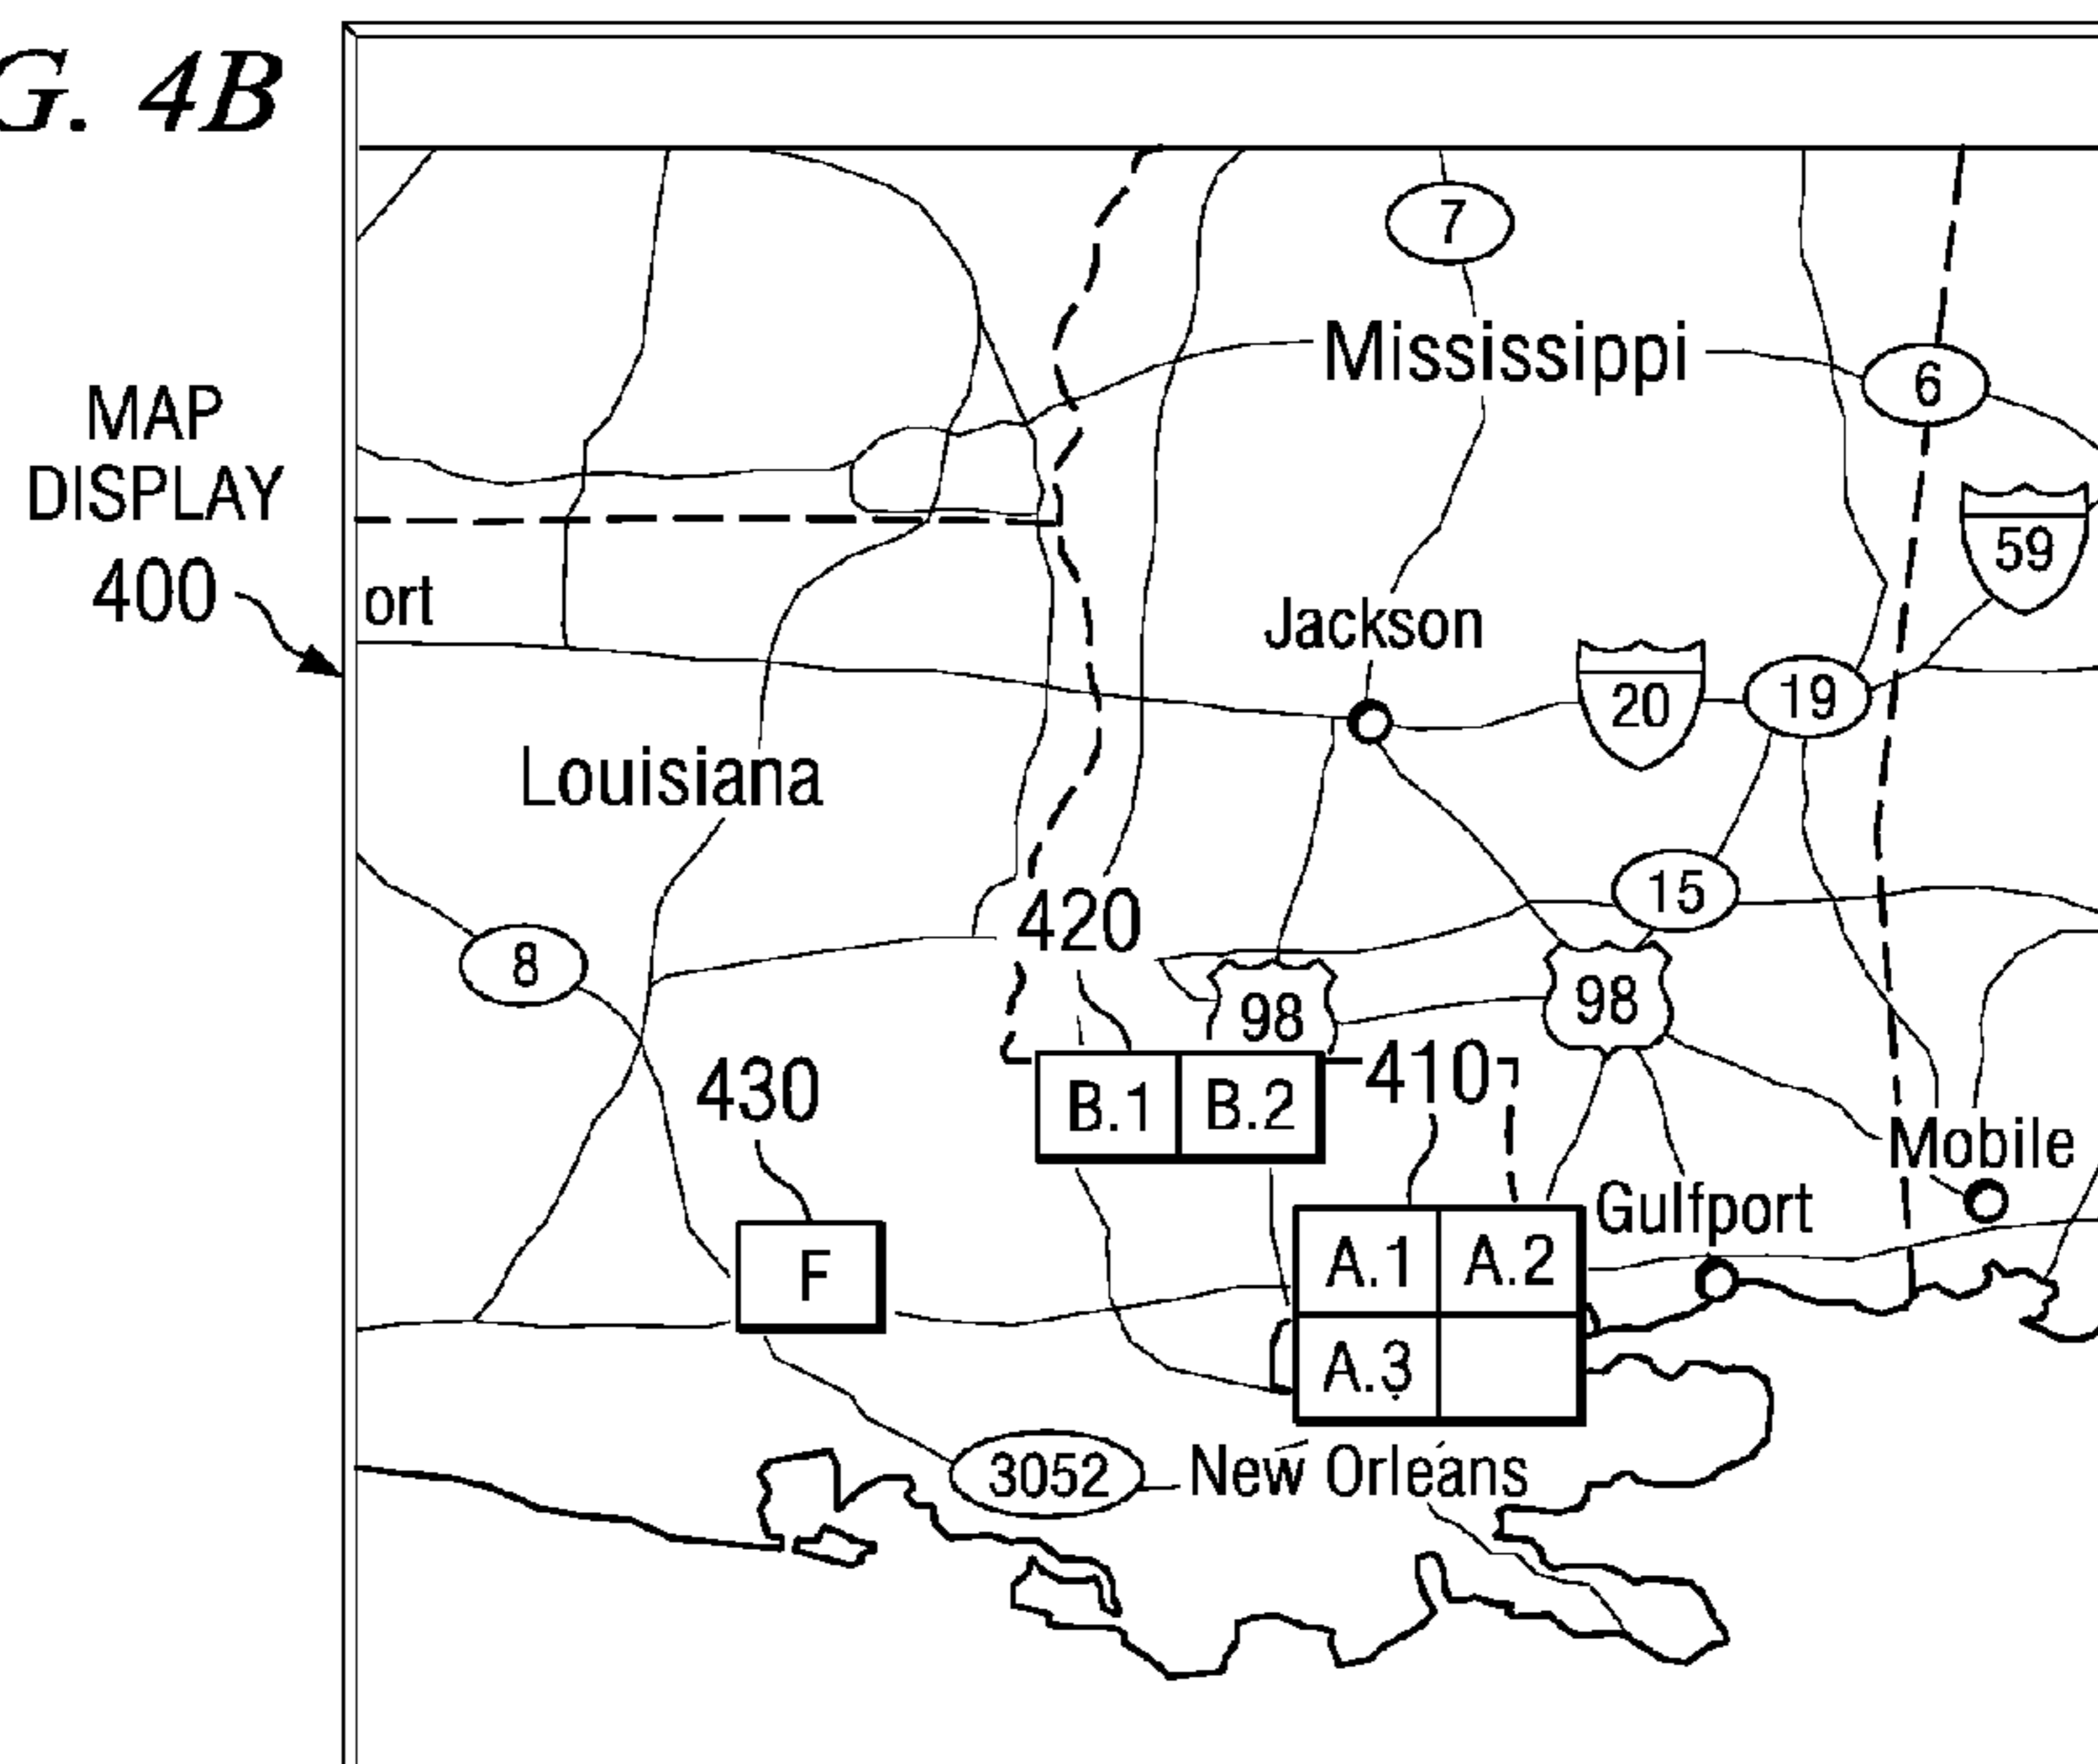 G. 4B
7
Mississippi
6
MAP
DISPLAY
400
59
ort
Jackson
20
19
Louisiana
15
420
8
98
98
410
430
B.1 B.2
Mobile
Gulfport
A.1 A.2
F
A.3
3052
New Orleans